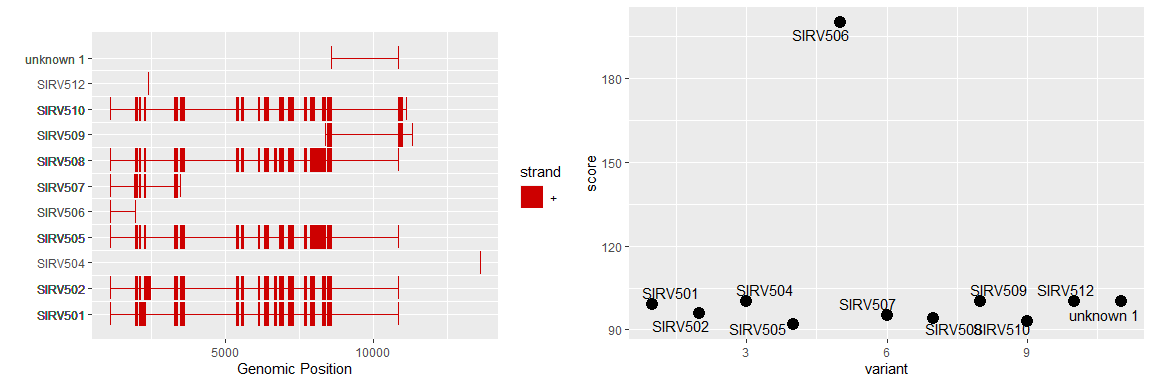 unknown 1
SIRV512
SIRV510
SIRV509
SIRV508
SIRV507
SIRV506
SIRV505
SIRV504
SIRV502
SIRV501
5000
10000
Genomic Position
strand
+
score
180
150
120
90
SIRV506
SIRV501
SIRV504
SIRV509
SIRV512
SIRV507
unknown 1
SIRV502
SIRV505
SIRV508
SIRV510
3
6
9
variant